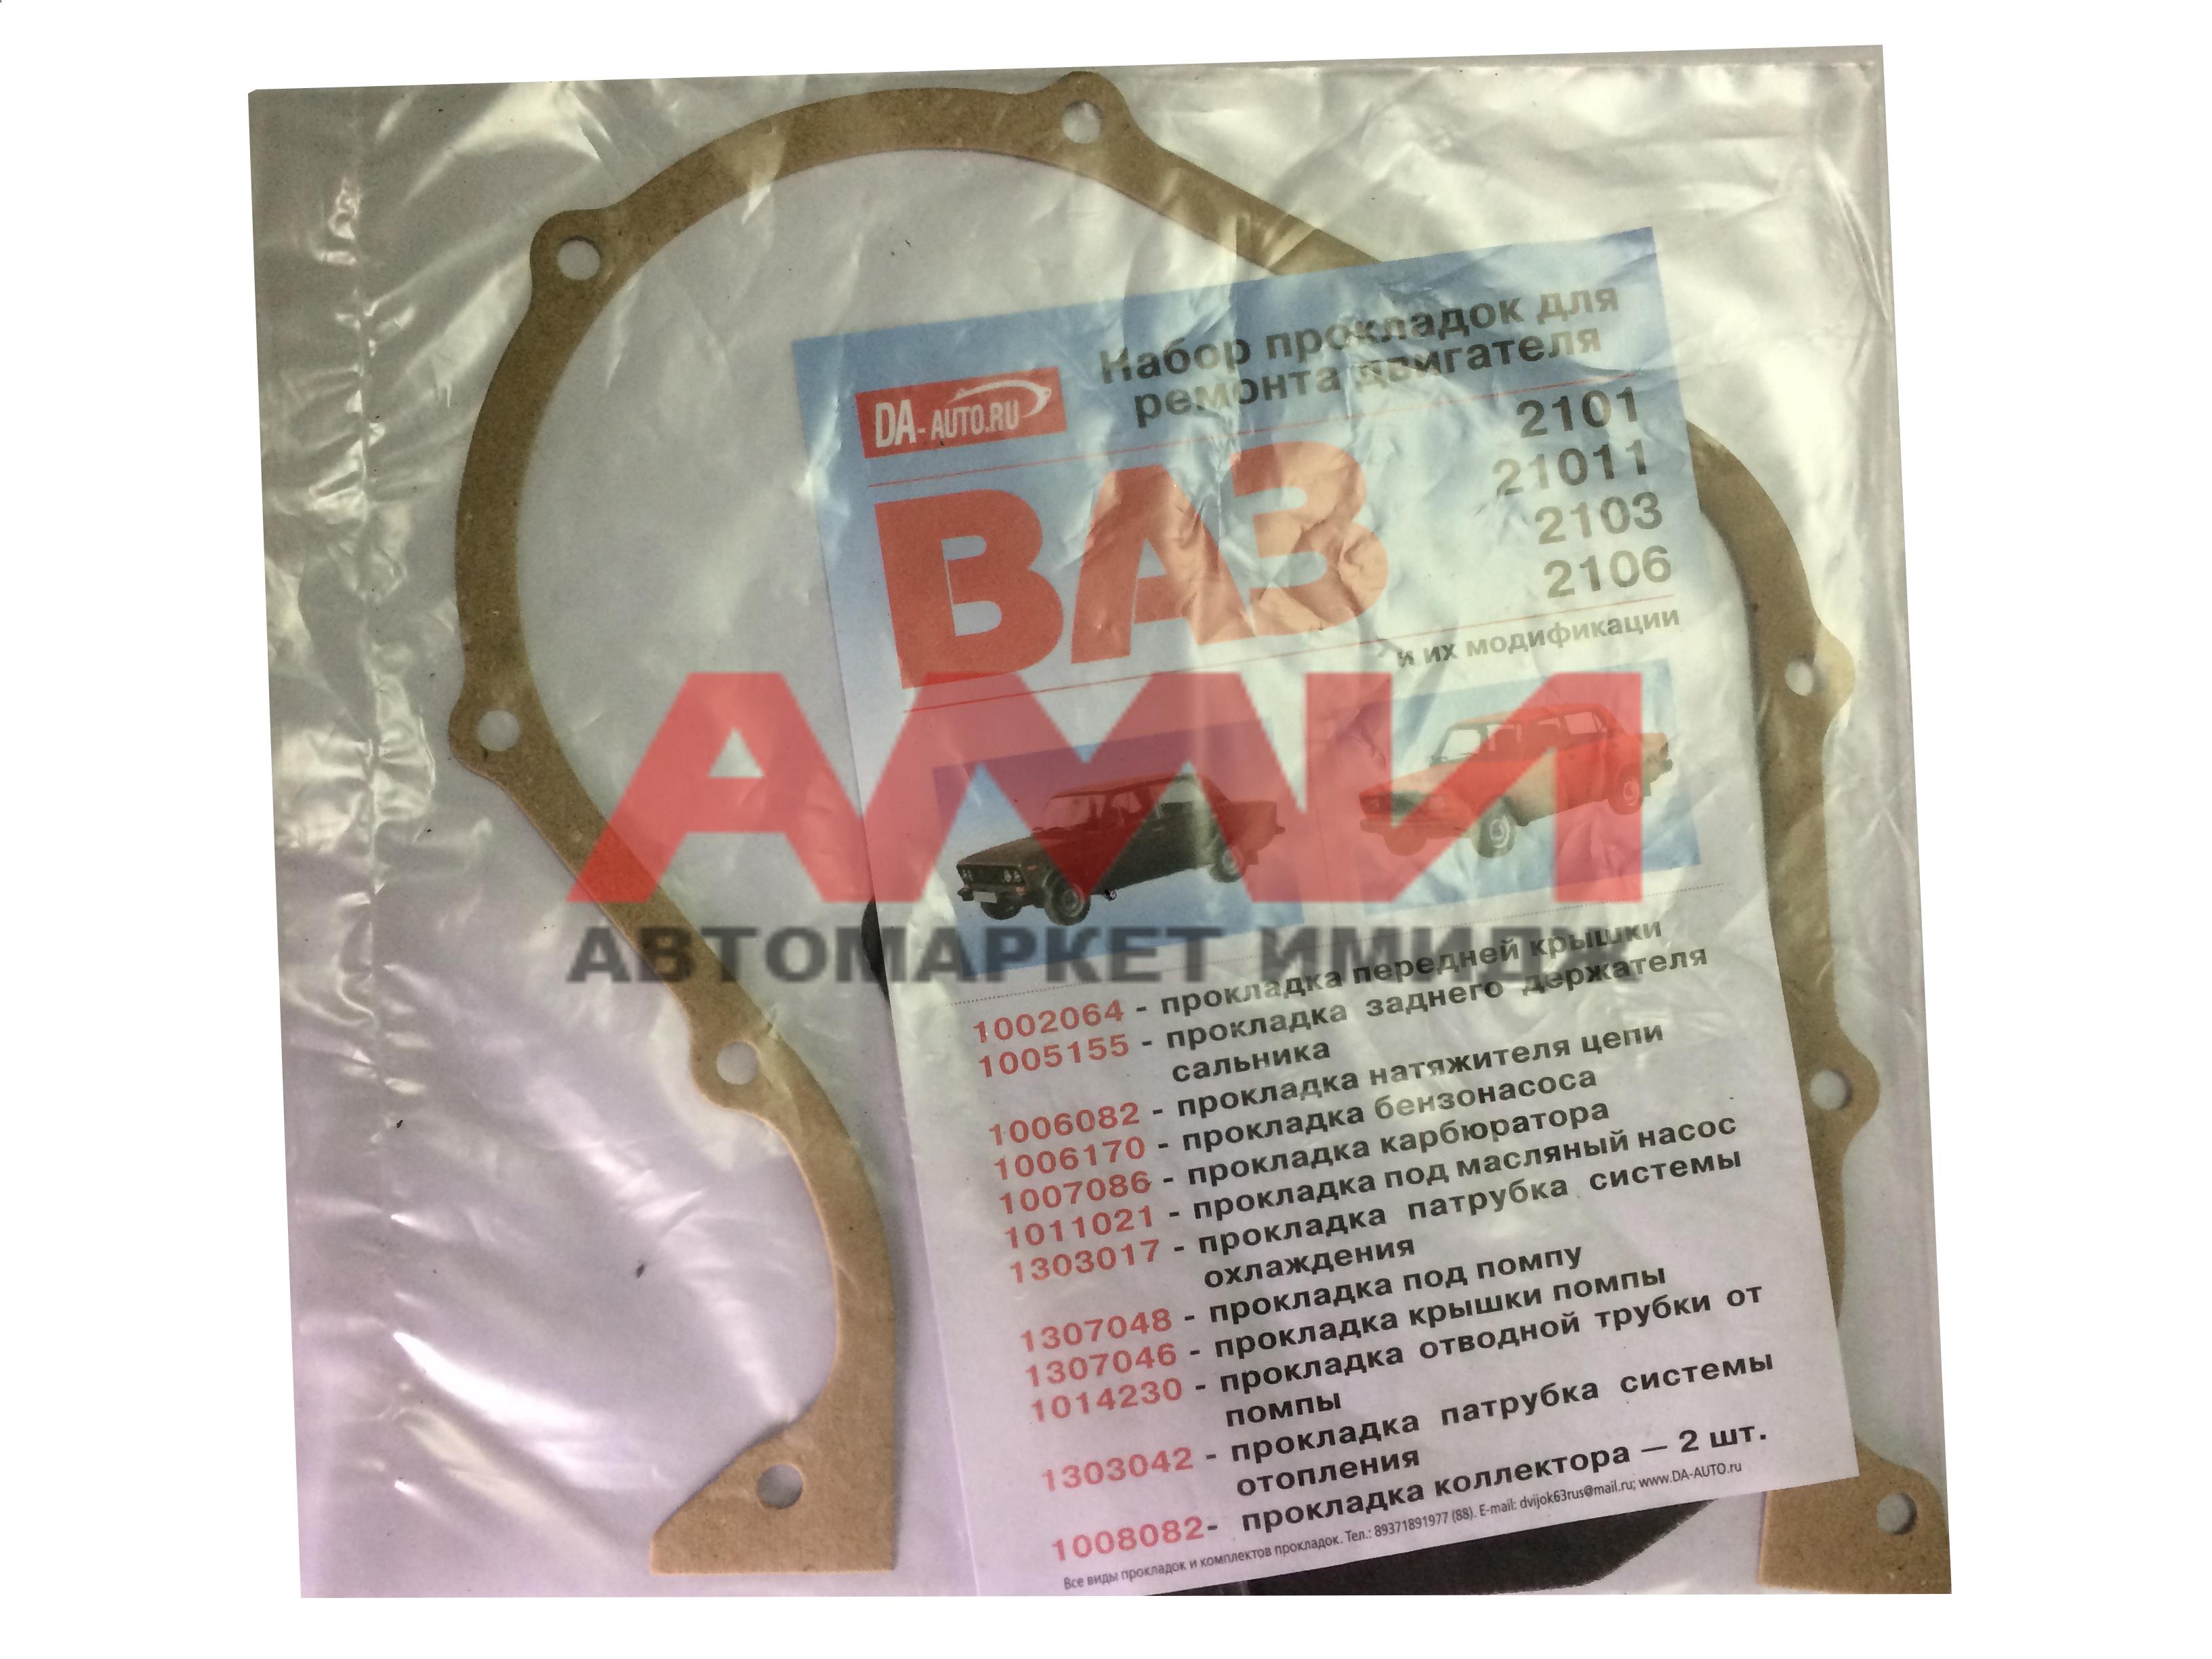 Набор прокладок для
ремонта двигателя
DA-AUTO.RU
ВАЗ
2101
21011
2103
2106
и их модификации
АМИ
АВТОМАРКЕТ ИМИДЖ
1002064 - прокладка передней крышки
1005155 - прокладка заднего держателя
сальника
1006082 - прокладка натяжителя цепи
1006170 - прокладка бензонасоса
1007086 - прокладка карбюратора
1011021 - прокладка под масляный насос
1303017 - прокладка патрубка системы
охлаждения
1307048 - прокладка под помпу
1307046 - прокладка крышки помпы
1014230 - прокладка отводной трубки от
помпы
1303042 - прокладка патрубка системы
отопления
1008082- прокладка коллектора — 2 шт.
Все виды прокладок и комплектов прокладок. Тел.: 89371891977 (88). E-mail: dvijok63rus@mail.ru; www.DA-AUTO.ru